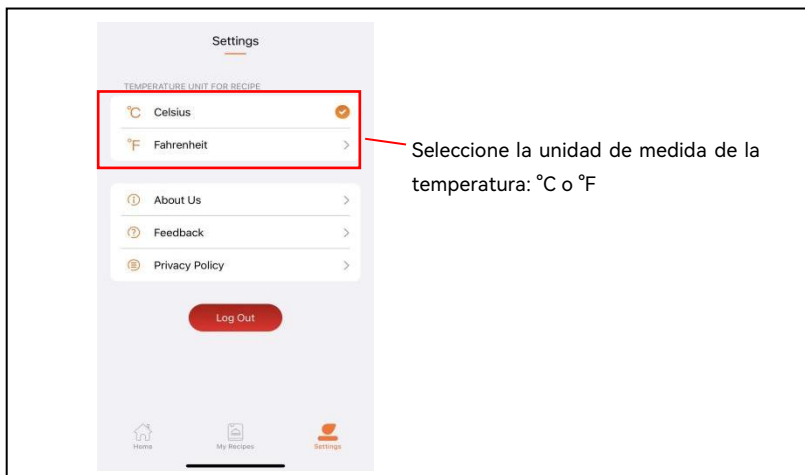 Settings
TEMPERATURE UNIT FOR RECIPE
°C Celsius
°F Fahrenheit
Seleccione la unidad de medida de la
temperatura: °C o °F
About Us
Feedback
Privacy Policy
Log Out
Home My Recipes Settings